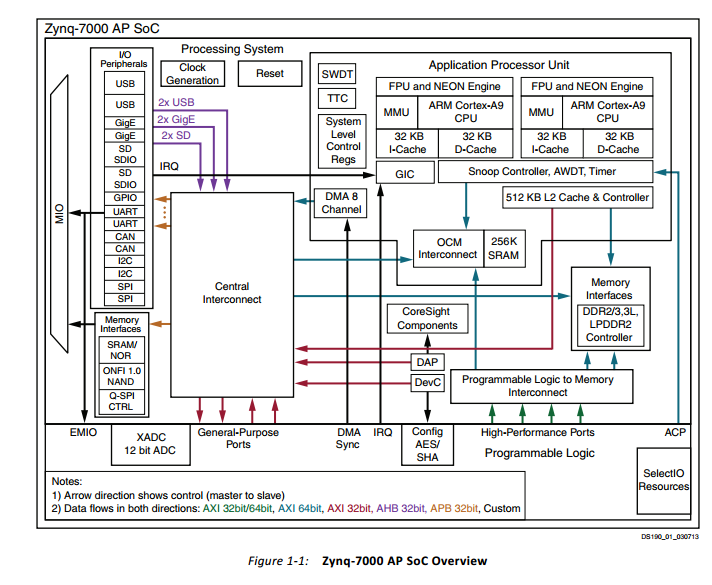 Zynq-7000 AP SoC
Processing System
I/O
Peripherals
USB
USB
GigE
GigE
SD
SDIO
SD
SDIO
GPIO
UART
UART
CAN
CAN
I2C
I2C
SPI
SPI
MIO
Clock
Generation
Reset
2x USB
2x GigE
2x SD
IRQ
SWDT
TTC
System
Level
Control
Regs
Application Processor Unit
FPU and NEON Engine
MMU
ARM Cortex-A9
CPU
32 KB
I-Cache
32 KB
D-Cache
FPU and NEON Engine
MMU
ARM Cortex-A9
CPU
32 KB
I-Cache
32 KB
D-Cache
GIC
Snoop Controller, AWDT, Timer
512 KB L2 Cache & Controller
DMA 8
Channel
OCM
Interconnect
256K
SRAM
Central
Interconnect
Memory
Interfaces
DDR2/3,3L,
LPDDR2
Controller
CoreSight
Components
DAP
DevC
Programmable Logic to Memory
Interconnect
Memory
Interfaces
SRAM/
NOR
ONFI 1.0
NAND
Q-SPI
CTRL
EMIO
XADC
12 bit ADC
General-Purpose
Ports
DMA
Sync
IRQ
Config
AES/
SHA
High-Performance Ports
ACP
Programmable Logic
SelectIO
Resources
Notes:
1) Arrow direction shows control (master to slave)
2) Data flows in both directions: AXI 32bit/64bit, AXI 64bit, AXI 32bit, AHB 32bit, APB 32bit, Custom
DS190_01_030713
Figure 1-1: Zynq-7000 AP SoC Overview